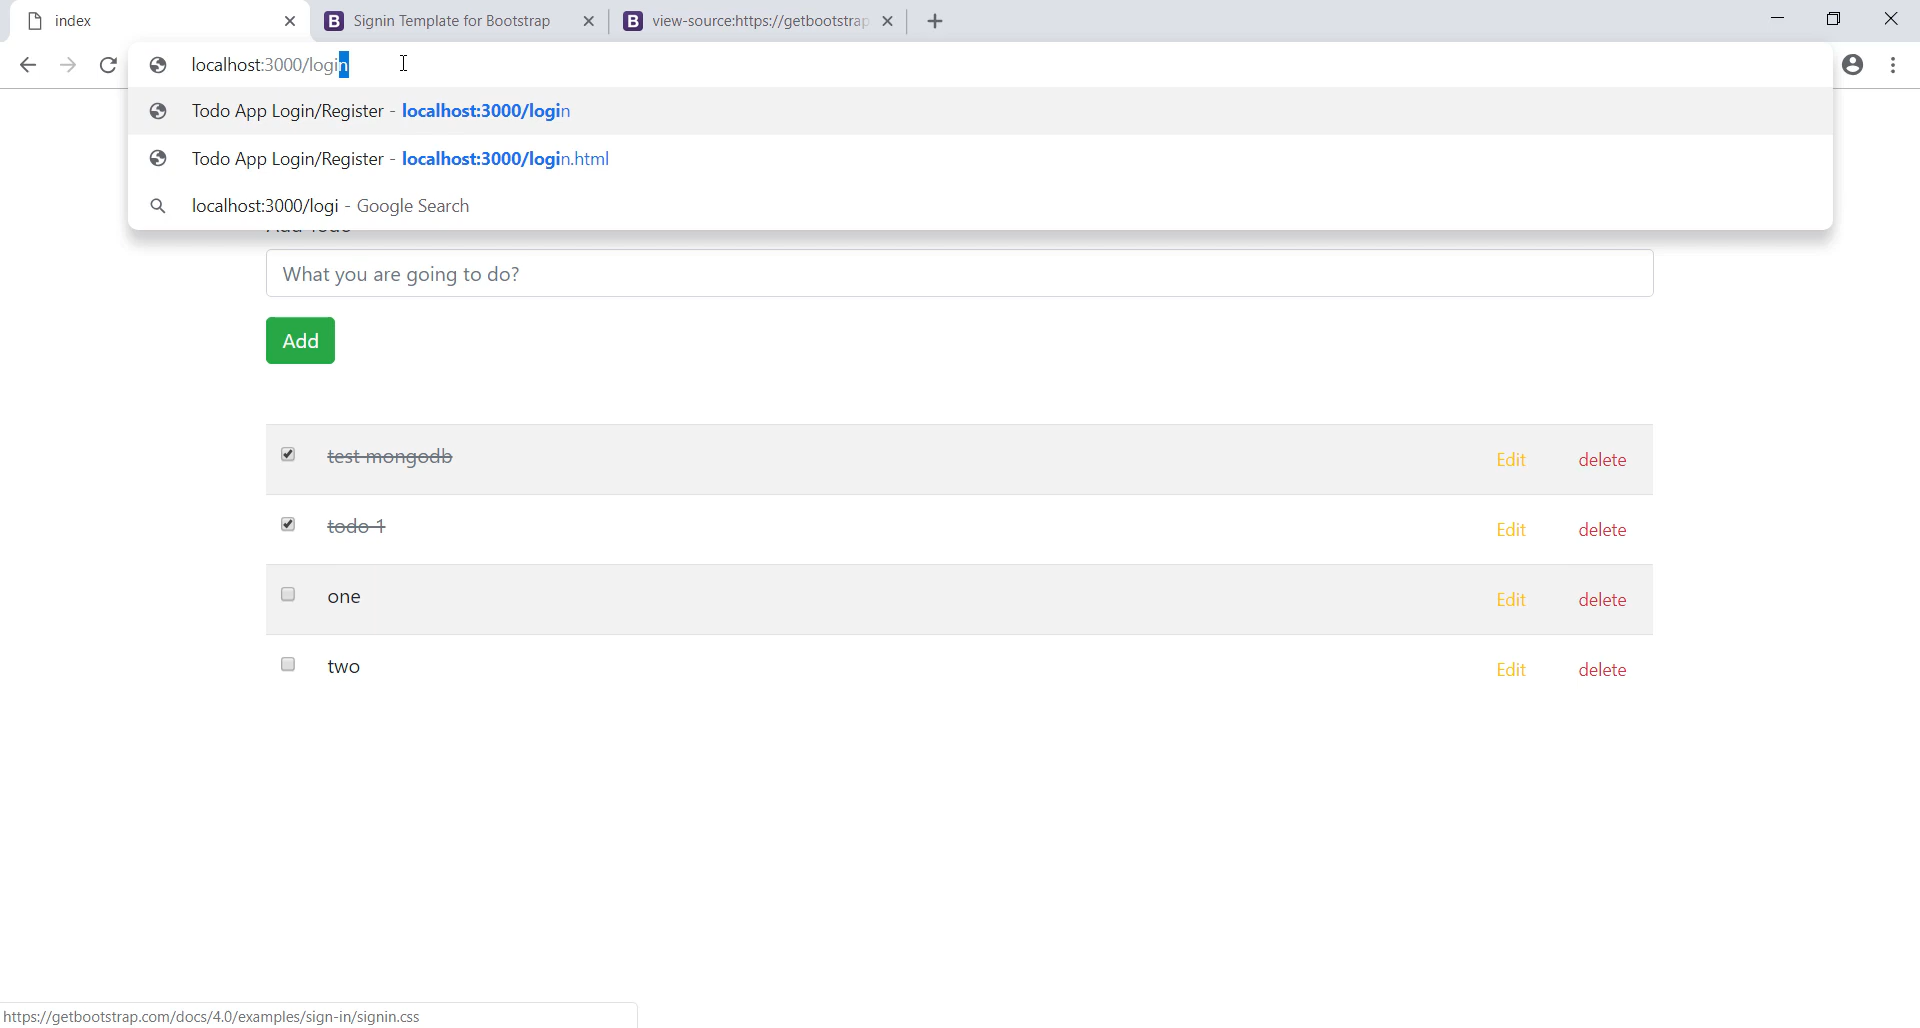 index
Signin Template for Bootstrap
view-source:https://getbootstrap
localhost:3000/login
Todo App Login/Register - localhost:3000/login
Todo App Login/Register - localhost:3000/login.html
localhost:3000/logi - Google Search
Add Todo
What you are going to do?
Add
test mongodb Edit delete
todo 1 Edit delete
one Edit delete
two Edit delete
https://getbootstrap.com/docs/4.0/examples/sign-in/signin.css